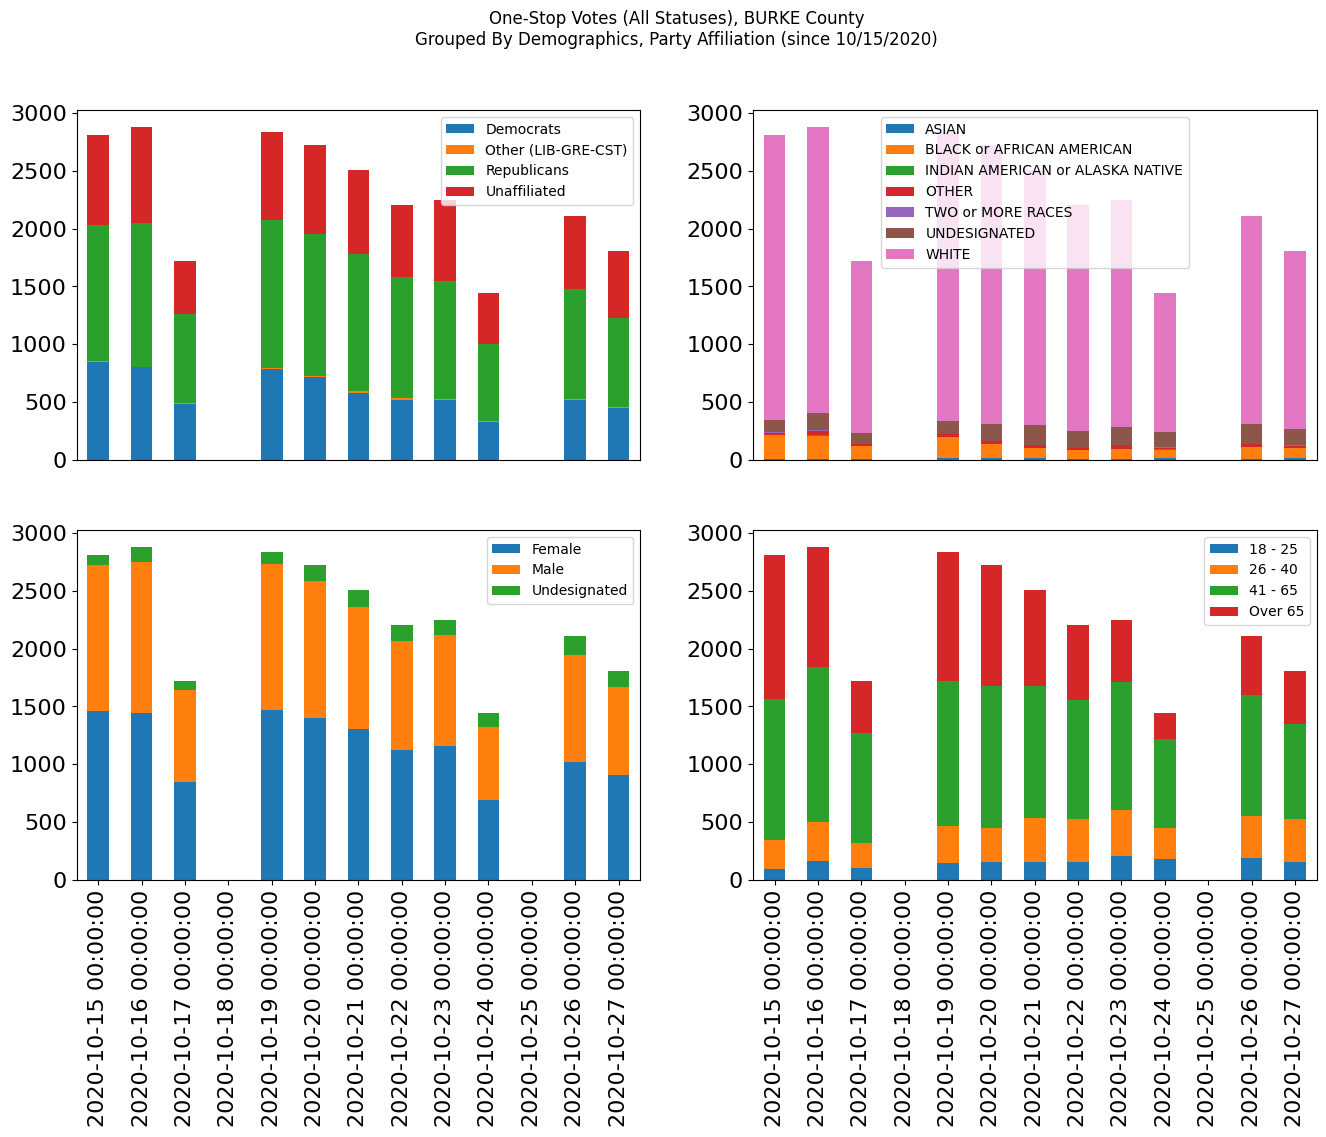 One-Stop Votes (All Statuses), BURKE County
Grouped By Demographics, Party Affiliation (since 10/15/2020)
3000
2500
2000
1500
1000
500
0
Democrats
Other (LIB-GRE-CST)
Republicans
Unaffiliated
3000
2500
2000
1500
1000
500
0
ASIAN
BLACK or AFRICAN AMERICAN
INDIAN AMERICAN or ALASKA NATIVE
OTHER
TWO or MORE RACES
UNDESIGNATED
WHITE
3000
2500
2000
1500
1000
500
0
Female
Male
Undesignated
2020-10-15 00:00:00
2020-10-16 00:00:00
2020-10-17 00:00:00
2020-10-18 00:00:00
2020-10-19 00:00:00
2020-10-20 00:00:00
2020-10-21 00:00:00
2020-10-22 00:00:00
2020-10-23 00:00:00
2020-10-24 00:00:00
2020-10-25 00:00:00
2020-10-26 00:00:00
2020-10-27 00:00:00
3000
2500
2000
1500
1000
500
0
18 - 25
26 - 40
41 - 65
Over 65
2020-10-15 00:00:00
2020-10-16 00:00:00
2020-10-17 00:00:00
2020-10-18 00:00:00
2020-10-19 00:00:00
2020-10-20 00:00:00
2020-10-21 00:00:00
2020-10-22 00:00:00
2020-10-23 00:00:00
2020-10-24 00:00:00
2020-10-25 00:00:00
2020-10-26 00:00:00
2020-10-27 00:00:00